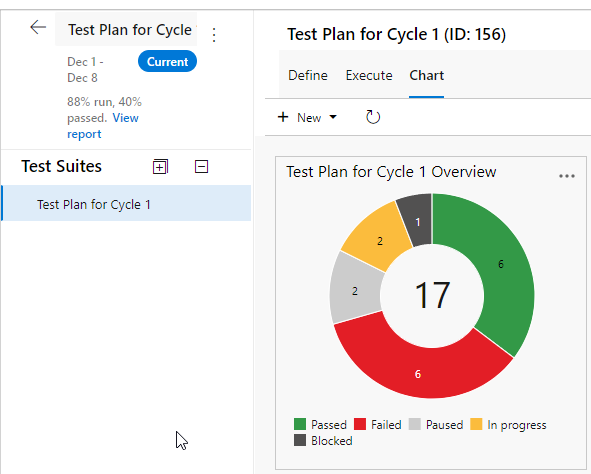 Test Plan for Cycle
Dec 1 -
Dec 8
Current
88% run, 40%
passed. View
report
Test Suites
Test Plan for Cycle 1
Test Plan for Cycle 1 (ID: 156)
Define Execute Chart
New
Test Plan for Cycle 1 Overview
1
2
6
2
17
6
Passed Failed Paused In progress
Blocked